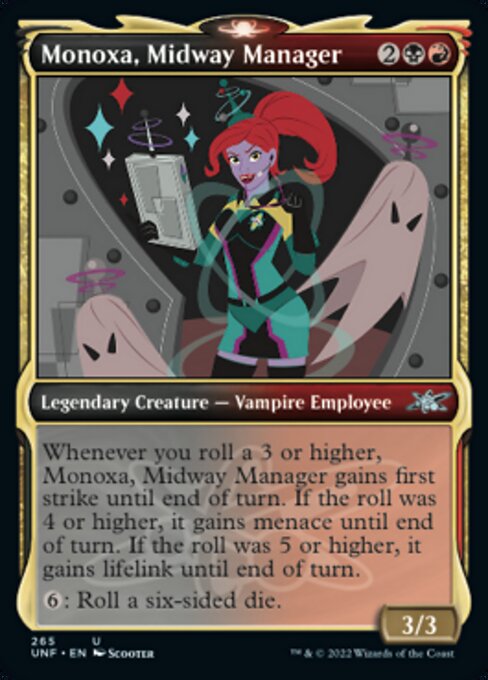 Monoxa, Midway Manager 2
Legendary Creature — Vampire Employee
Whenever you roll a 3 or higher,
Monoxa, Midway Manager gains first
strike until end of turn. If the roll was
4 or higher, it gains menace until end
of turn. If the roll was 5 or higher, it
gains lifelink until end of turn.
6: Roll a six-sided die.
3/3
265 U
UNF • EN Scooter
™ & © 2022 Wizards of the Coast